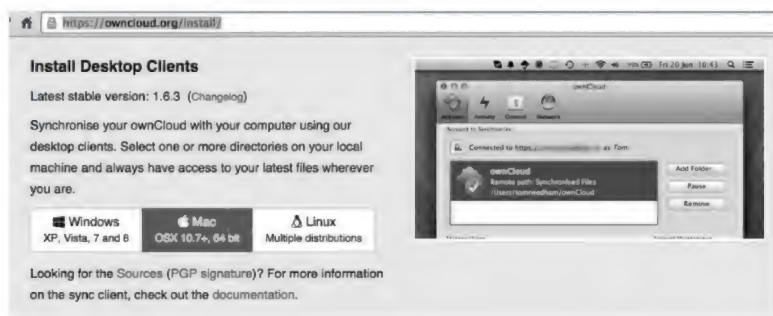 https://owncloud.org/install/
Install Desktop Clients
Latest stable version: 1.6.3 (Changelog)
Synchronise your ownCloud with your computer using our
desktop clients. Select one or more directories on your local
machine and always have access to your latest files wherever
you are.
Windows
XP, Vista, 7 and 8
Mac
OSX 10.7+, 64 bit
Linux
Multiple distributions
Looking for the Sources (PGP signature)? For more information
on the sync client, check out the documentation.
Fri 20 Jun 10:43
ownCloud
Activity
Network
Connected to https:/ as Tom
ownCloud
Remote path: Synchronised Files
/Users/tomneedham/ownCloud
Add Folder
Pause
Remove